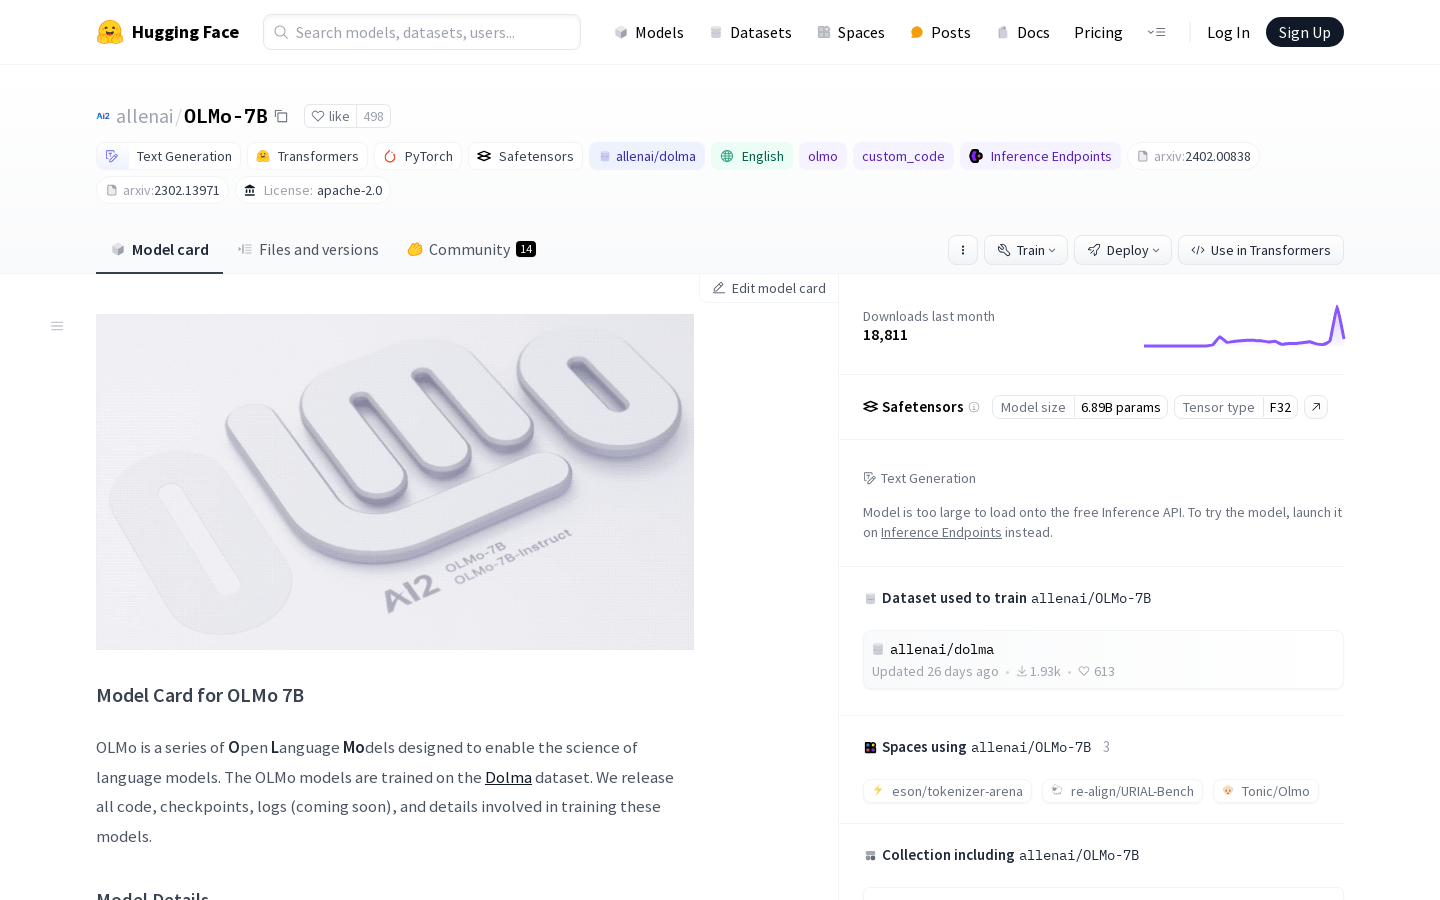 Hugging Face
Search models, datasets, users...
Models
Datasets
Spaces
Posts
Docs
Pricing
Log In
Sign Up
Ai2 allenai/OLMo-7B
like 498
Text Generation
Transformers
PyTorch
Safetensors
allenai/dolma
English
olmo
custom_code
Inference Endpoints
arxiv:2402.00838
arxiv:2302.13971
License: apache-2.0
Model card
Files and versions
Community 14
Train
Deploy
Use in Transformers
Edit model card
OLMo
AI2
OLMo-7B
OLMo-7B-Instruct
Model Card for OLMo 7B
OLMo is a series of Open Language Models designed to enable the science of
language models. The OLMo models are trained on the Dolma dataset. We release
all code, checkpoints, logs (coming soon), and details involved in training these
models.
Model Details
Downloads last month
18,811
Safetensors
Model size 6.89B params
Tensor type F32
Text Generation
Model is too large to load onto the free Inference API. To try the model, launch it
on Inference Endpoints instead.
Dataset used to train allenai/OLMo-7B
allenai/dolma
Updated 26 days ago • 1.93k • 613
Spaces using allenai/OLMo-7B 3
eson/tokenizer-arena
re-align/URIAL-Bench
Tonic/Olmo
Collection including allenai/OLMo-7B